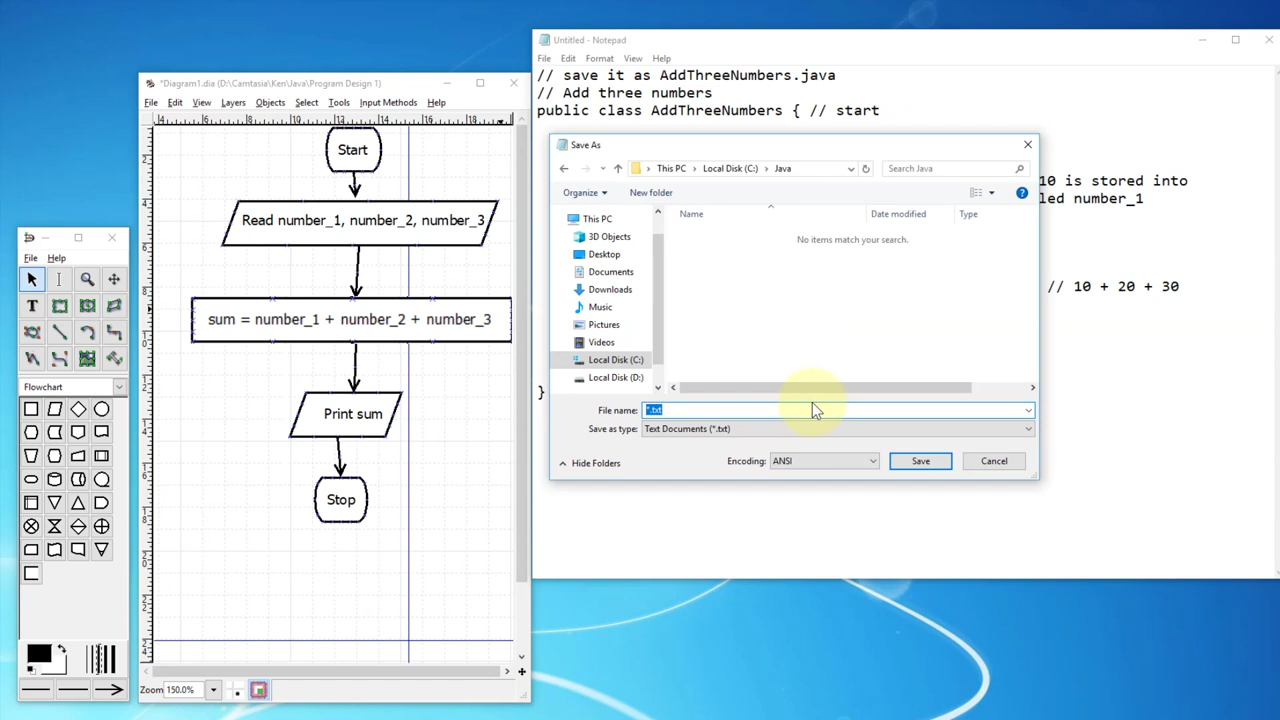 Untitled - Notepad
File Edit Format View Help
// save it as AddThreeNumbers.java
// Add three numbers
public class AddThreeNumbers { // start
10 is stored into
led number_1
// 10 + 20 + 30
}
*Diagram1.dia (D:\Camtasia\Ken\Java\Program Design 1)
File Edit View Layers Objects Select Tools Input Methods Help
Start
Read number_1, number_2, number_3
sum = number_1 + number_2 + number_3
Print sum
Stop
Zoom 150.0%
File Help
Flowchart
Save As
This PC Local Disk (C:) Java
Search Java
Organize New folder
Name Date modified Type
No items match your search.
This PC
3D Objects
Desktop
Documents
Downloads
Music
Pictures
Videos
Local Disk (C:)
Local Disk (D:)
File name: *.txt
Save as type: Text Documents (*.txt)
Hide Folders
Encoding: ANSI
Save
Cancel